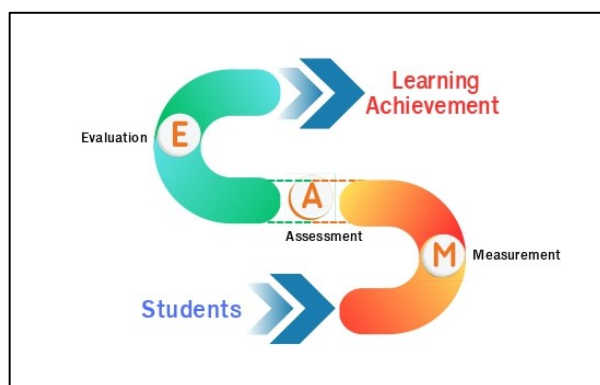 Learning
Achievement
E
Evaluation
A
Assessment
M
Measurement
Students